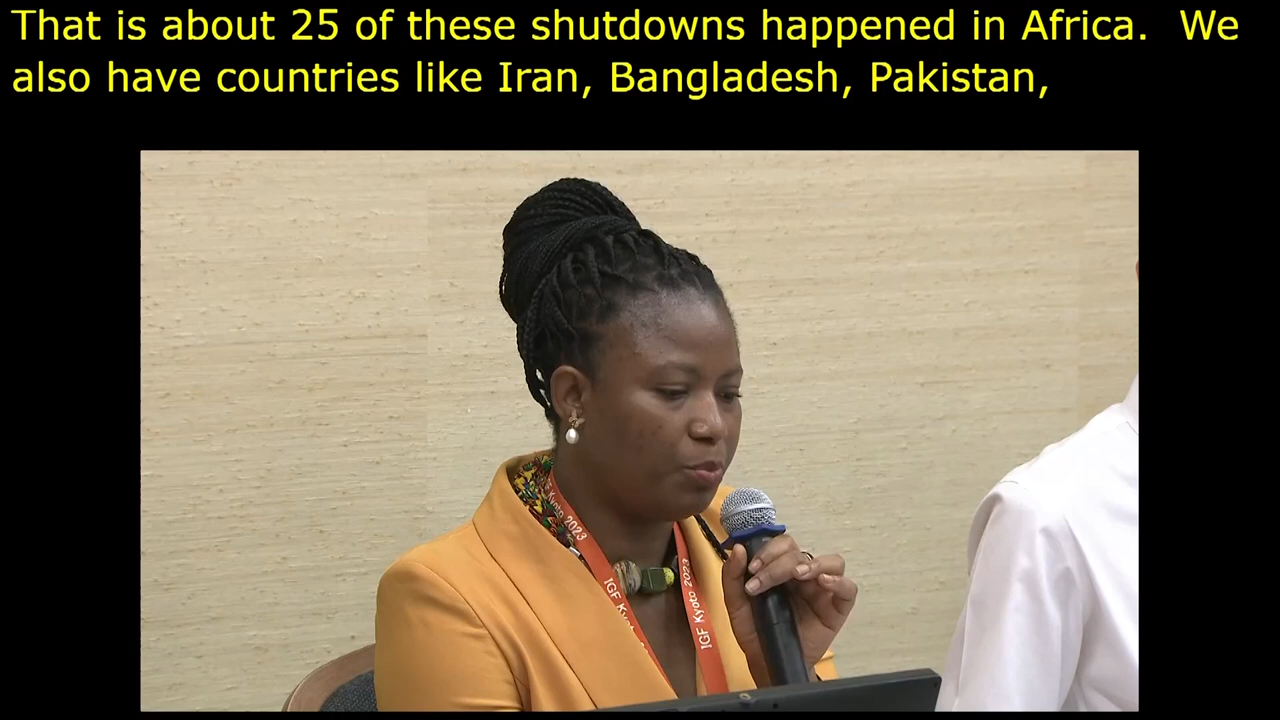 That is about 25 of these shutdowns happened in Africa.  We
also have countries like Iran, Bangladesh, Pakistan,
Kyoto 2023
IGF Kyoto
IGF Kyoto 2023